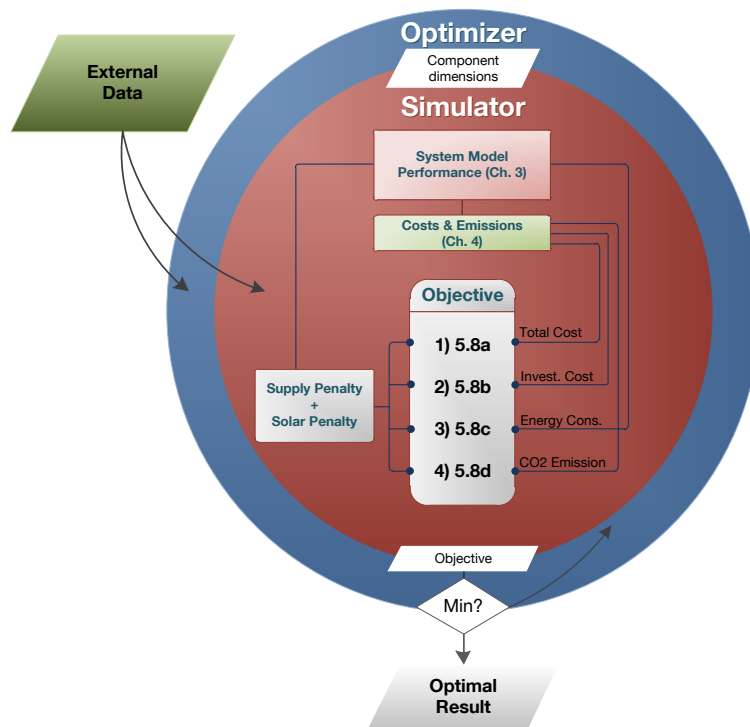 Optimizer
External
Data
Component
dimensions
Simulator
System Model
Performance (Ch. 3)
Costs & Emissions
(Ch. 4)
Objective
1) 5.8a
Total Cost
2) 5.8b
Invest. Cost
Supply Penalty
+
Solar Penalty
3) 5.8c
Energy Cons.
4) 5.8d
CO2 Emission
Objective
Min?
Optimal
Result